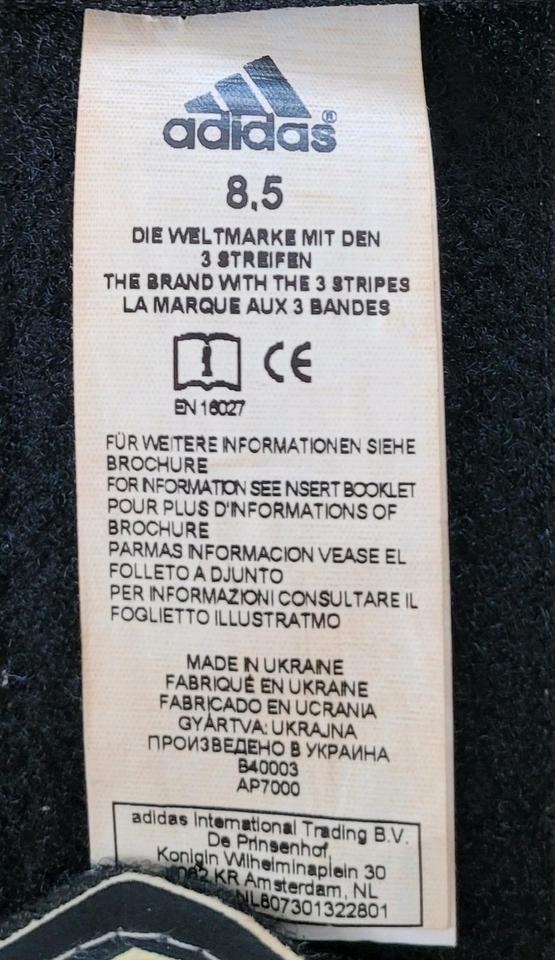 adidas®
8.5
DIE WELTMARKE MIT DEN
3 STREIFEN
THE BRAND WITH THE 3 STRIPES
LA MARQUE AUX 3 BANDES
i CE
EN 16027
FÜR WEITERE INFORMATIONEN SIEHE
BROCHURE
FOR INFORMATION SEE INSERT BOOKLET
POUR PLUS D'INFORMATIONS OF
BROCHURE
PARMAS INFORMACION VEASE EL
FOLLETO A DJUNTO
PER INFORMAZIONI CONSULTARE IL
FOGLIETTO ILLUSTRATMO
MADE IN UKRAINE
FABRIQUÉ EN UKRAINE
FABRICADO EN UCRANIA
GYÁRTVA: UKRAJNA
ПРОИЗВЕДЕНО В УКРАИНА
B40003
AP7000
adidas International Trading B.V.
De Prinsenhof,
Konigin Wilhelminaplein 30
KR Amsterdam, NL
NL807301322801